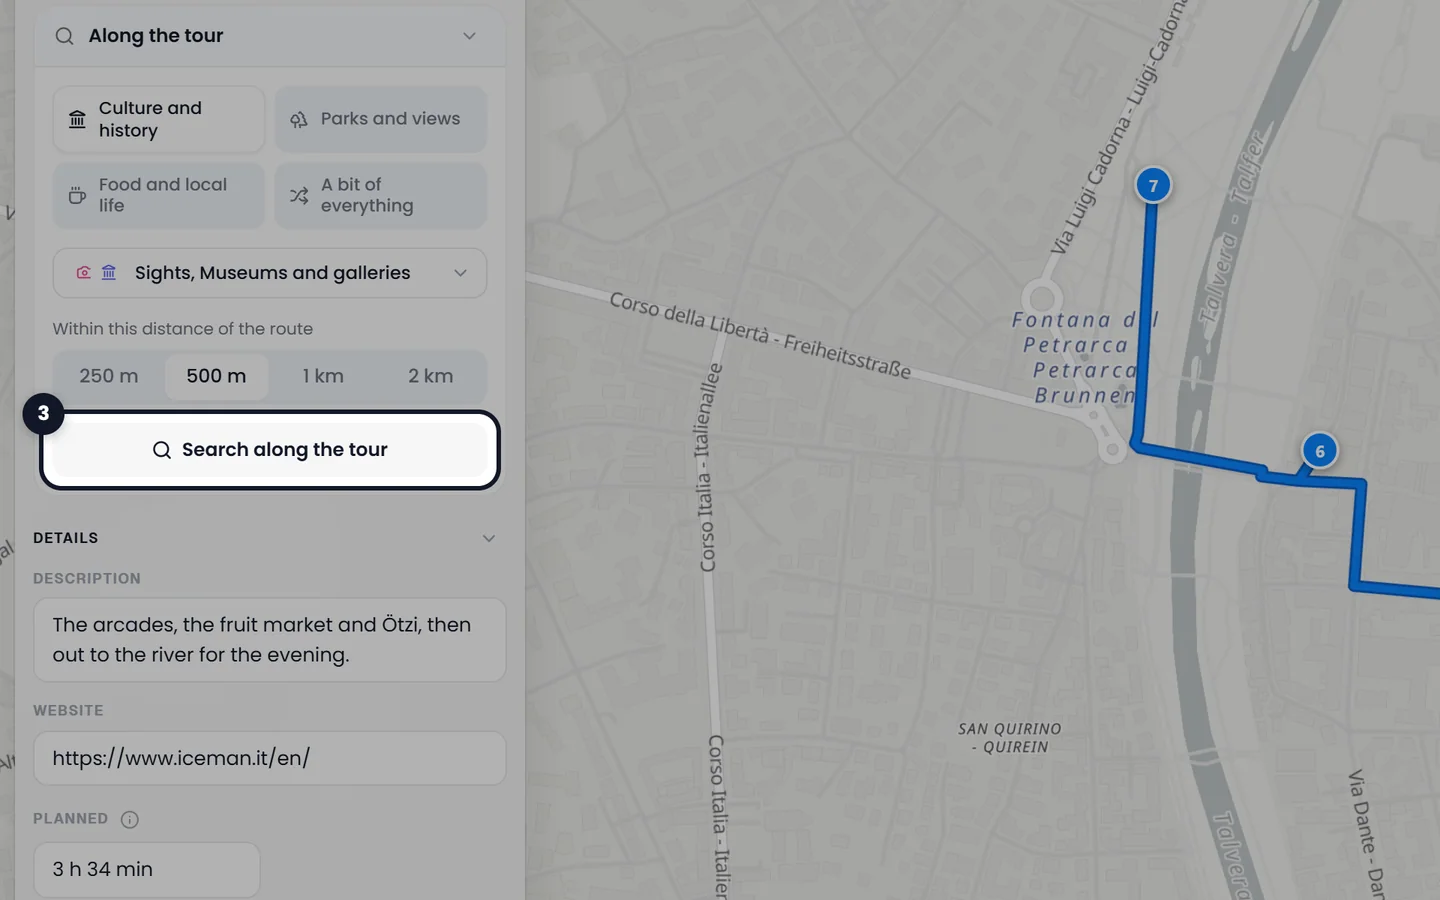 Along the tour
Culture and
history
Parks and views
Food and local
life
A bit of
everything
Sights, Museums and galleries
Within this distance of the route
250 m
500 m
1 km
2 km
3
Search along the tour
DETAILS
DESCRIPTION
The arcades, the fruit market and Ötzi, then
out to the river for the evening.
WEBSITE
https://www.iceman.it/en/
PLANNED
3 h 34 min
Via Luigi Cadorna - Luigi-Cadorna
7
Talvera - Talfer
Corso della Libertà - Freiheitsstraße
Fontana del
Petrarca
Petrarca
Brunnen
6
Corso Italia - Italienallee
SAN QUIRINO
- QUIREIN
Corso Italia - Italien
Via Dante - Dan
Talvera